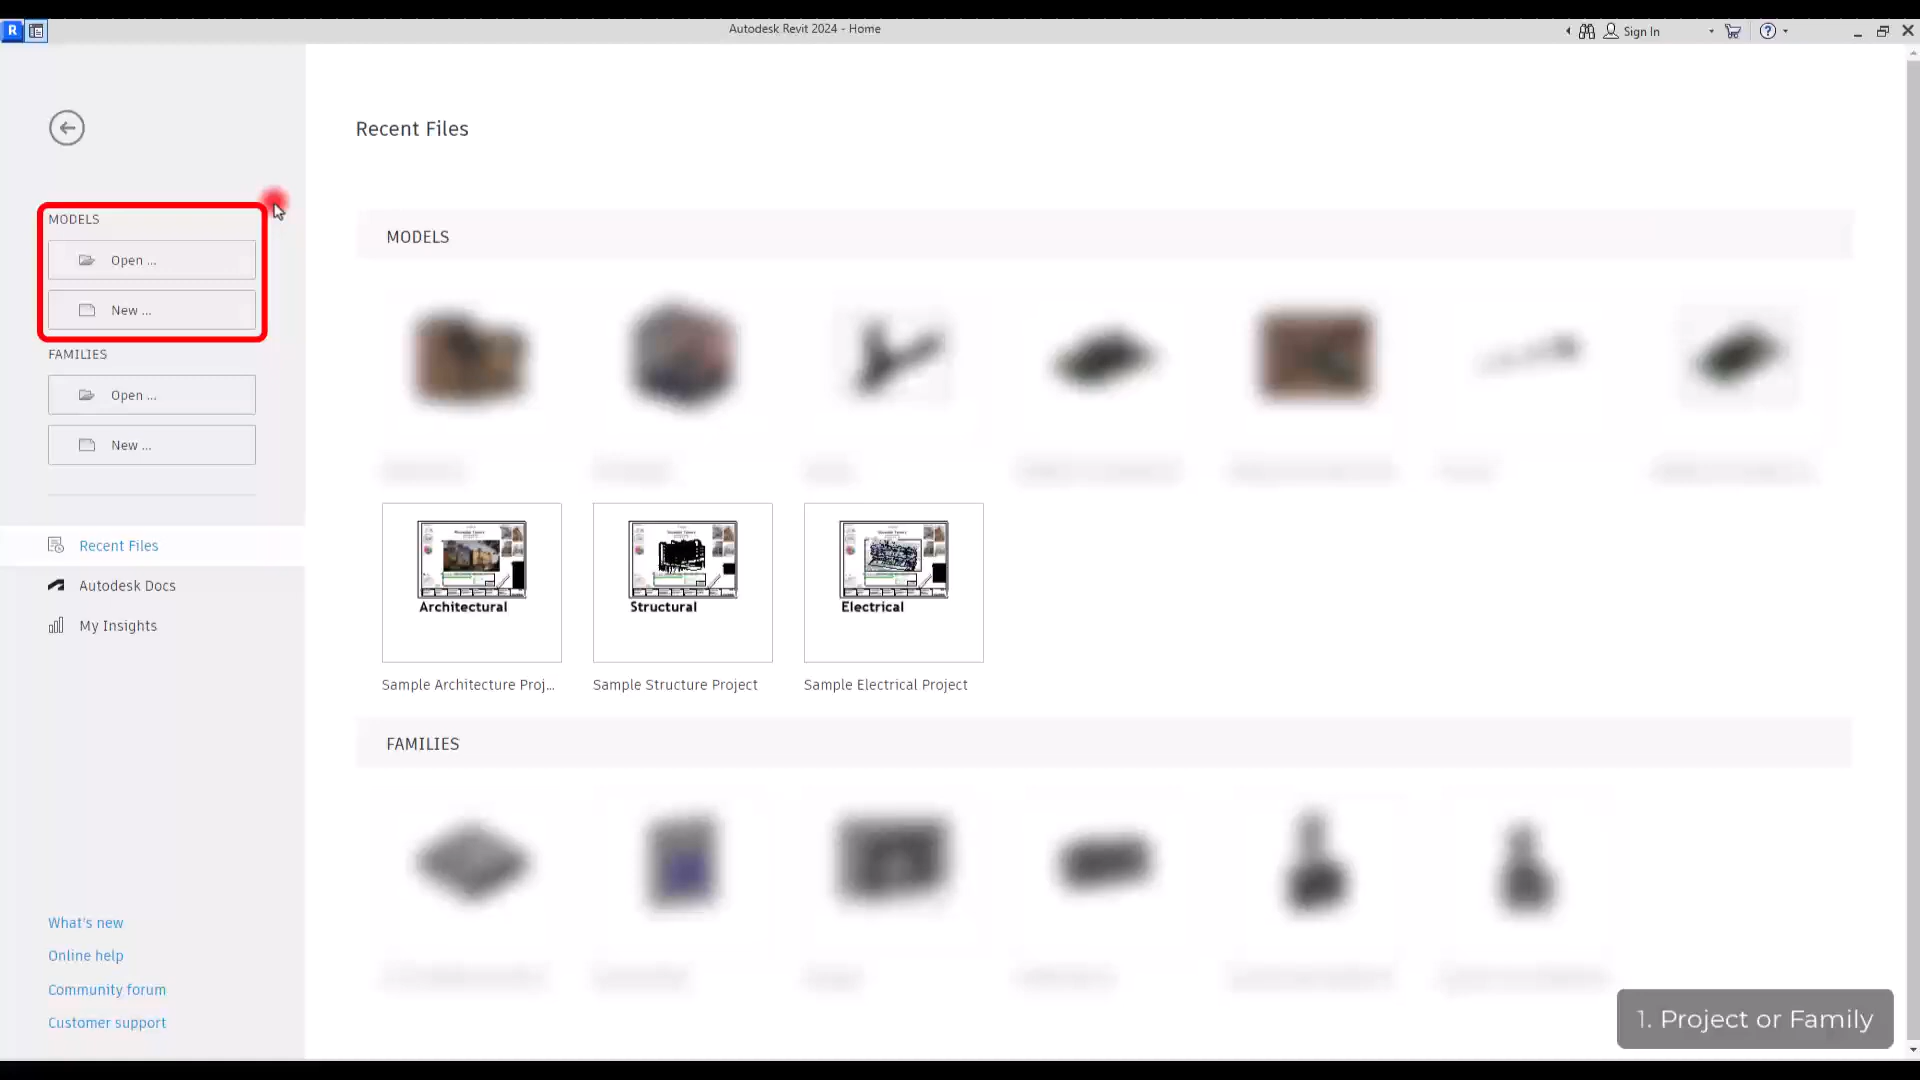 R
Autodesk Revit 2024 - Home
Sign In
?
Recent Files
MODELS
Open ...
New ...
FAMILIES
Open ...
New ...
Recent Files
Autodesk Docs
My Insights
What's new
Online help
Community forum
Customer support
MODELS
Architectural
Structural
Electrical
Sample Architecture Proj...
Sample Structure Project
Sample Electrical Project
FAMILIES
1. Project or Family